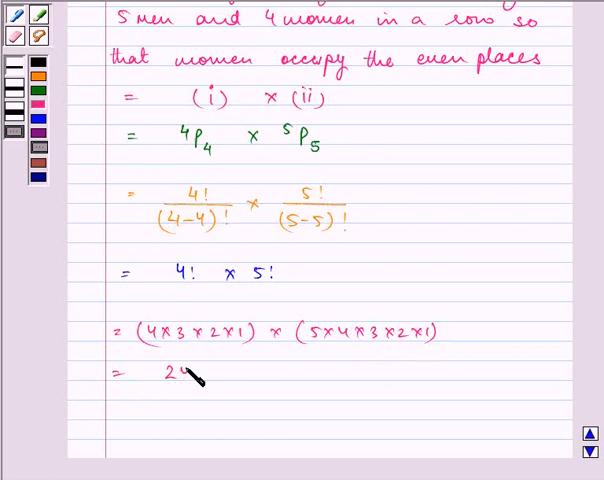 5 Men and 4 women in a row so
that women occupy the even places
= (i) × (ii)
= ⁴P₄ × ⁵P₅
= 4!/(4-4)! × 5!/(5-5)!
= 4! × 5!
= (4×3×2×1) × (5×4×3×2×1)
= 24